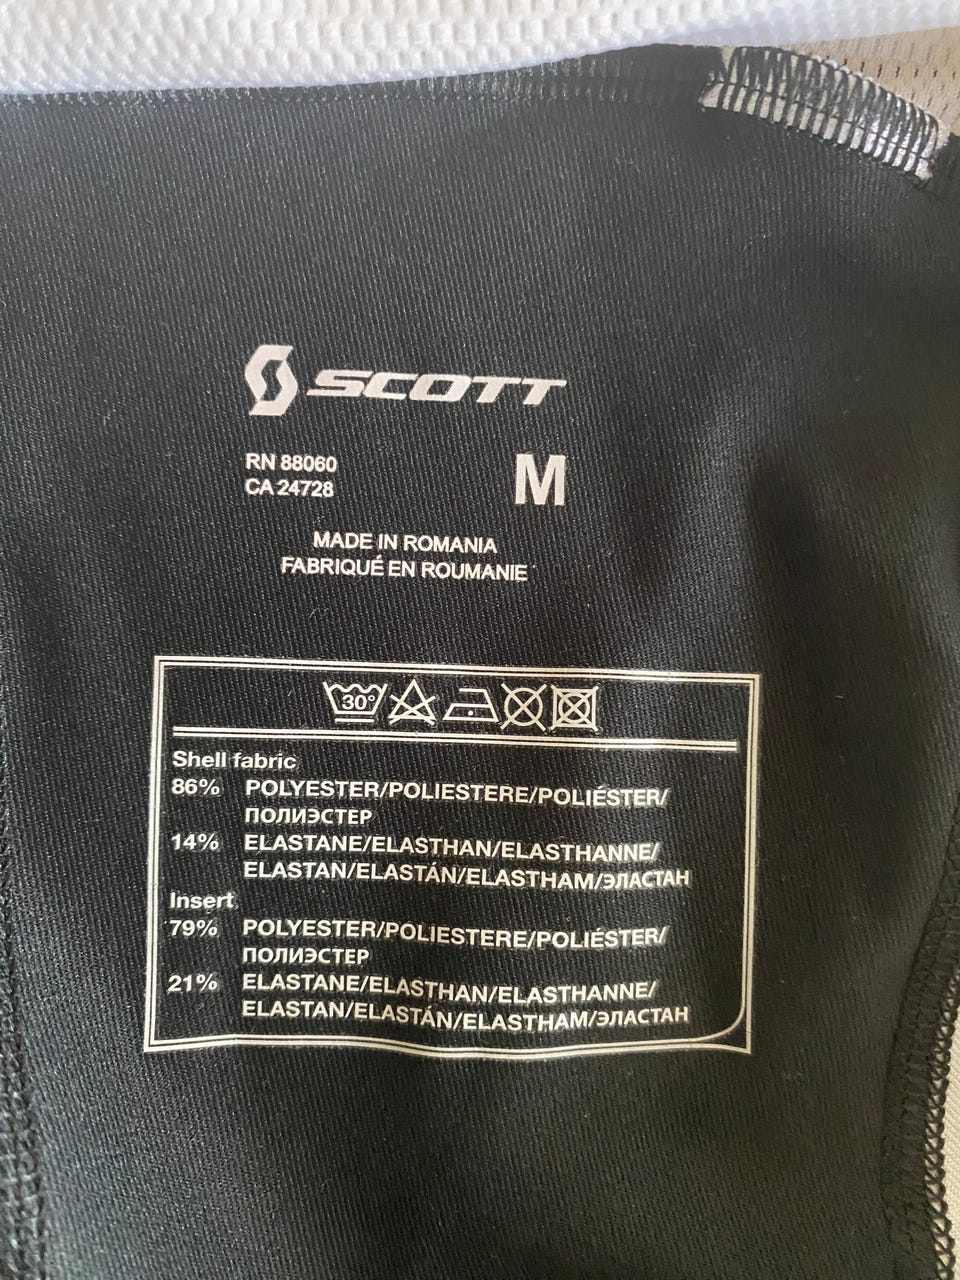 SCOTT
RN 88060
CA 24728
M
MADE IN ROMANIA
FABRIQUÉ EN ROUMANIE
30°
Shell fabric
86% POLYESTER/POLIESTERE/POLIÉSTER/
ПОЛИЭСТЕР
14% ELASTANE/ELASTHAN/ELASTHANNE/
ELASTAN/ELASTÁN/ELASTHAM/ЭЛАСТАН
Insert
79% POLYESTER/POLIESTERE/POLIÉSTER/
ПОЛИЭСТЕР
21% ELASTANE/ELASTHAN/ELASTHANNE/
ELASTAN/ELASTÁN/ELASTHAM/ЭЛАСТАН